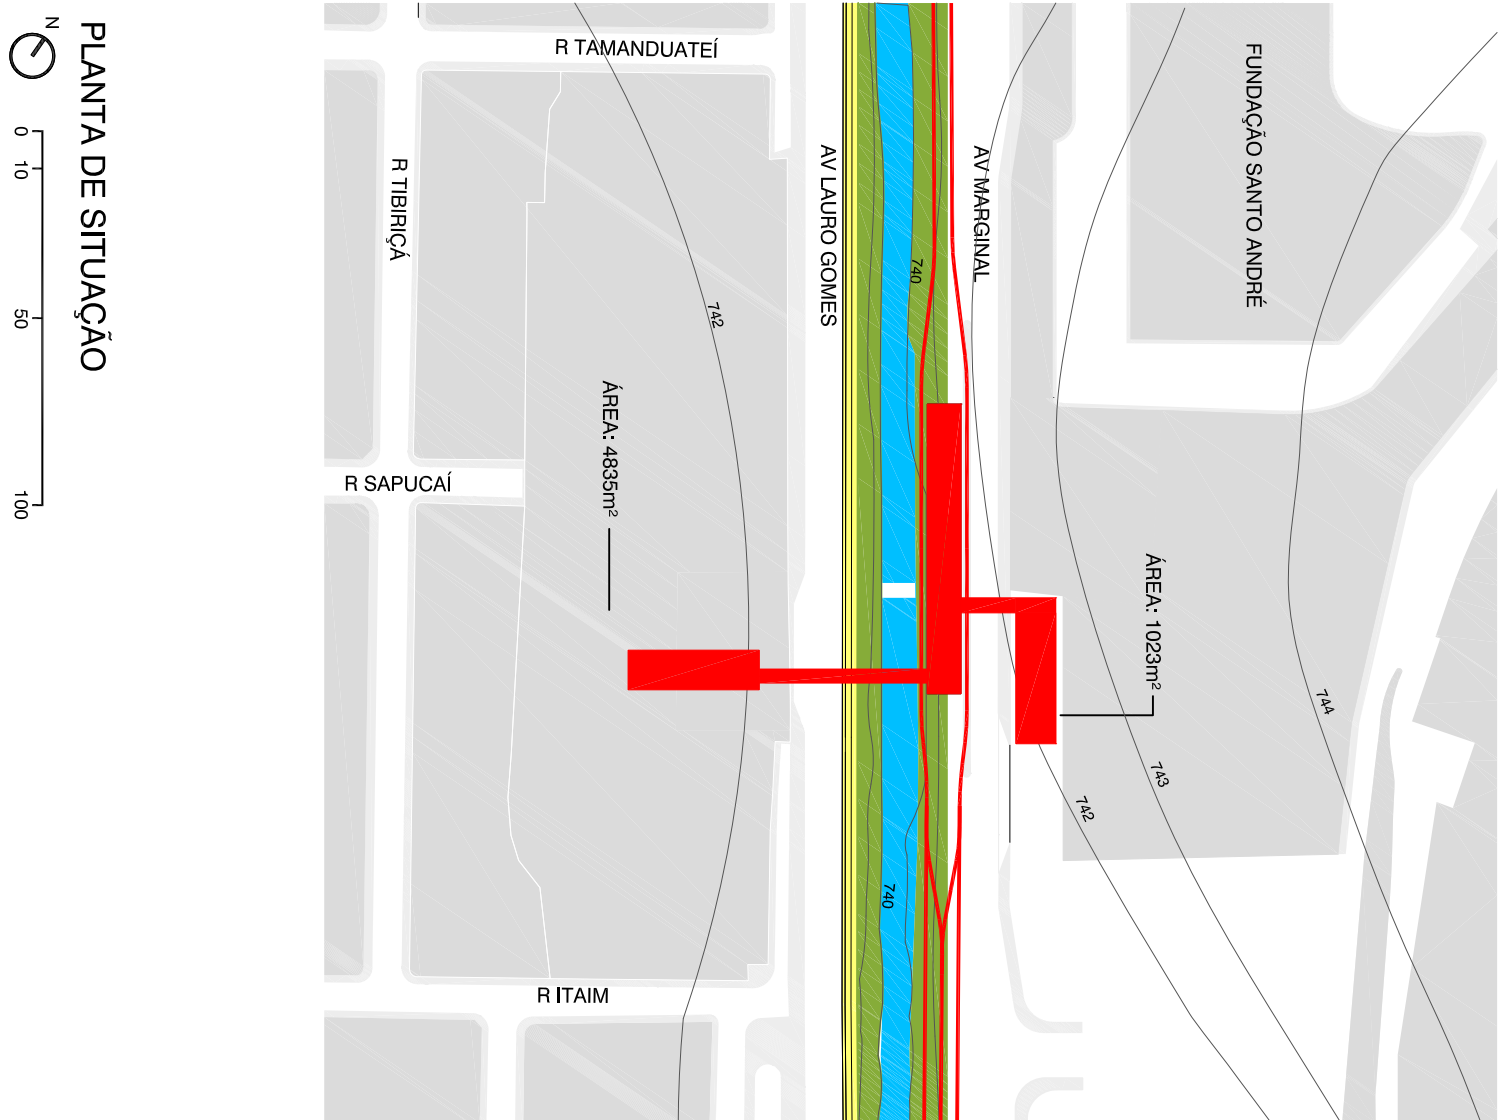 N
PLANTA DE SITUAÇÃO
0
10
50
100
R TAMANDUATEÍ
R TIBIRIÇÁ
R SAPUCAÍ
R ITAIM
AV LAURO GOMES
AV MARGINAL
FUNDAÇÃO SANTO ANDRÉ
ÁREA: 4835m²
ÁREA: 1023m²
742
740
740
742
743
744